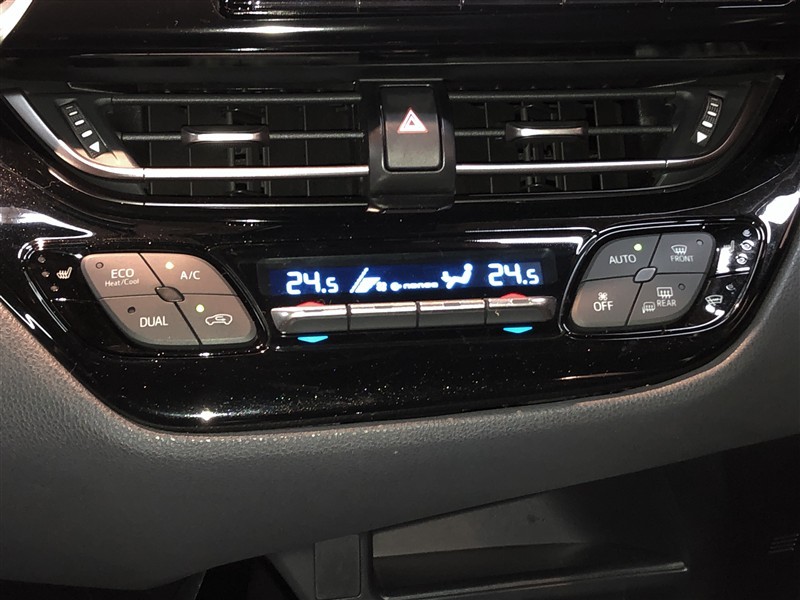 ECO
Heat/Cool
A/C
DUAL
24.5
24.5
AUTO
FRONT
OFF
REAR